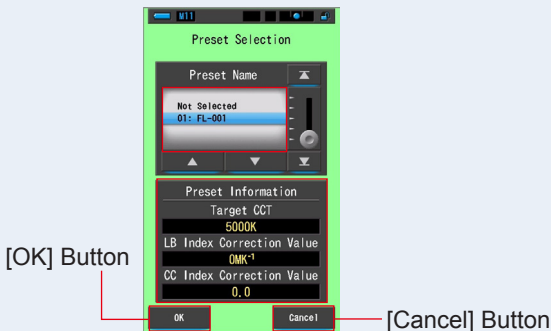 M11
Preset Selection
Preset Name
Not Selected
01: FL-001
Preset Information
Target CCT
5000K
LB Index Correction Value
0MK⁻¹
CC Index Correction Value
0.0
[OK] Button
OK
Cancel
[Cancel] Button